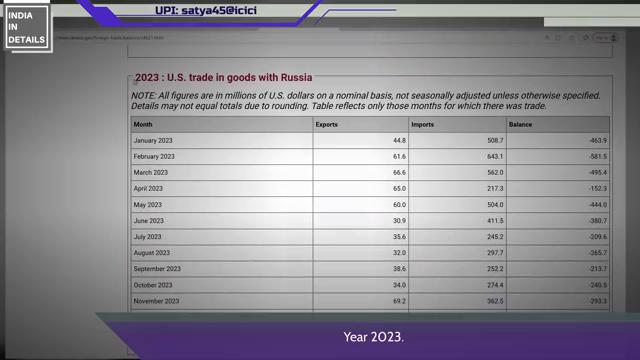 UPI: satya45@icici
INDIA
IN
DETAILS
2023 : U.S. trade in goods with Russia
NOTE: All figures are in millions of U.S. dollars on a nominal basis, not seasonally adjusted unless otherwise specified.
Details may not equal totals due to rounding. Table reflects only those months for which there was trade.
Month Exports Imports Balance
January 2023 44.8 508.7 -463.9
February 2023 61.6 643.1 -581.5
March 2023 66.6 562.0 -495.4
April 2023 65.0 217.3 -152.3
May 2023 60.0 504.0 -444.0
June 2023 30.9 411.5 -380.7
July 2023 35.6 245.2 -209.6
August 2023 32.0 297.7 -265.7
September 2023 38.6 252.2 -213.7
October 2023 34.0 274.4 -240.5
November 2023 69.2 362.5 -293.3
Year 2023.